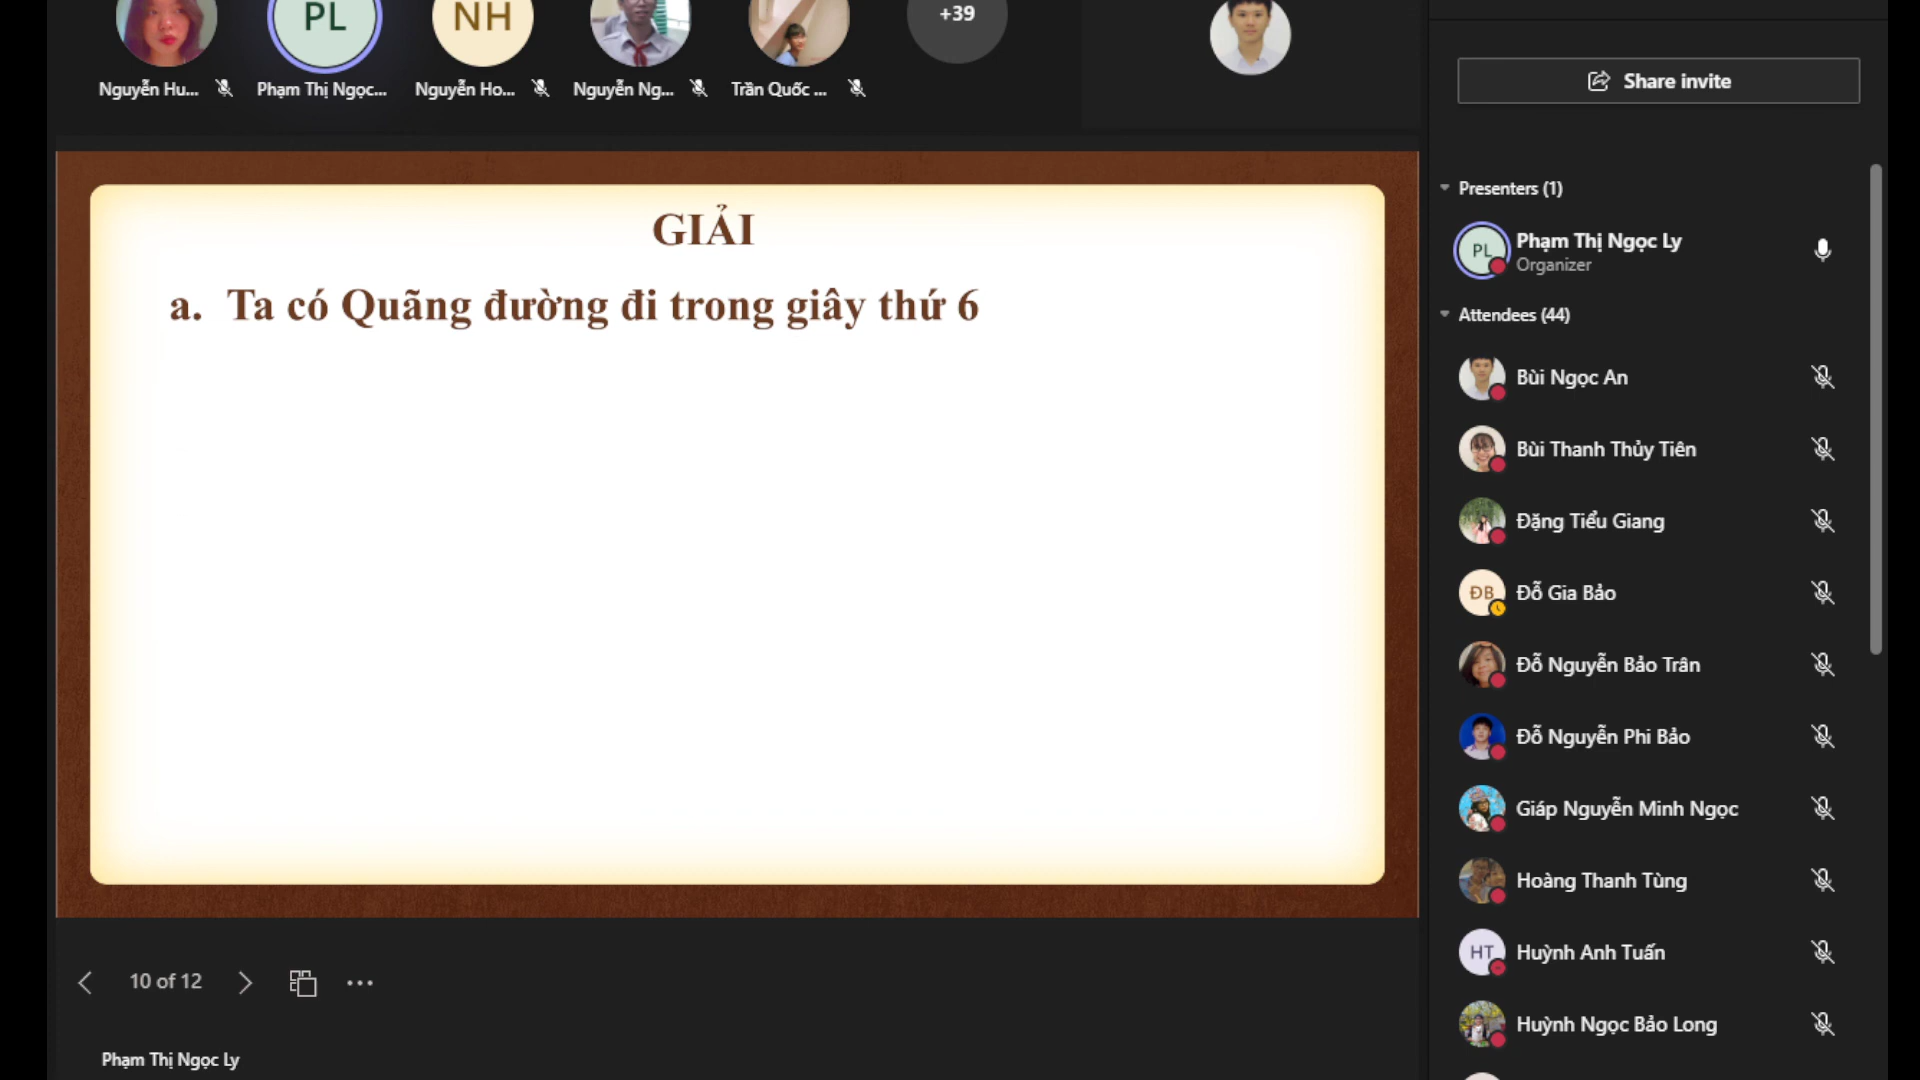 PL
NH
+39
Nguyễn Hu...
Phạm Thị Ngọc...
Nguyễn Ho...
Nguyễn Ng...
Trần Quốc ...
Share invite
GIẢI
a. Ta có Quãng đường đi trong giây thứ 6
Presenters (1)
PL
Phạm Thị Ngọc Ly
Organizer
Attendees (44)
Bùi Ngọc An
Bùi Thanh Thủy Tiên
Đặng Tiểu Giang
ĐB
Đỗ Gia Bảo
Đỗ Nguyễn Bảo Trân
Đỗ Nguyễn Phi Bảo
Giáp Nguyễn Minh Ngọc
Hoàng Thanh Tùng
HT
Huỳnh Anh Tuấn
Huỳnh Ngọc Bảo Long
10 of 12
Phạm Thị Ngọc Ly